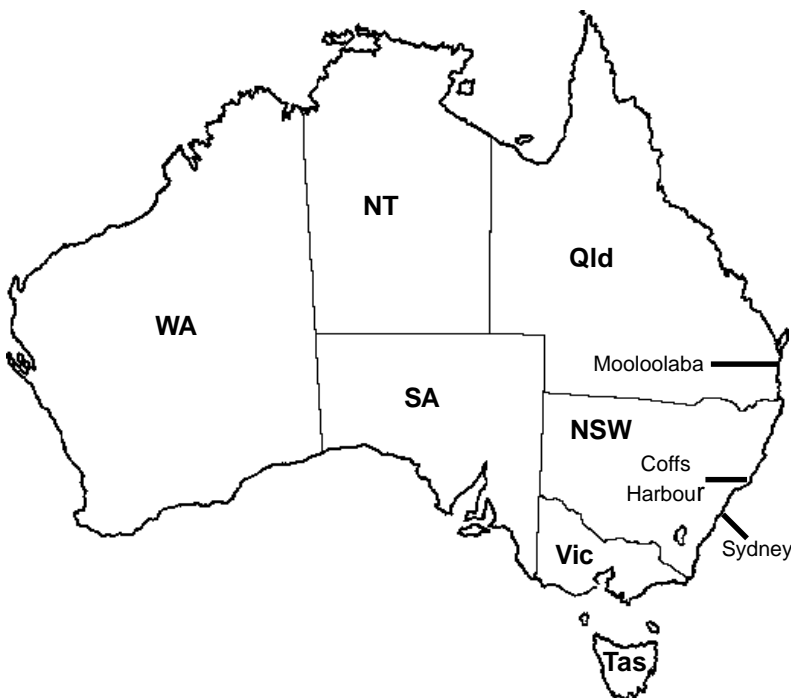 NT
Qld
WA
Mooloolaba
SA
NSW
Coffs
Harbour
Sydney
Vic
Tas